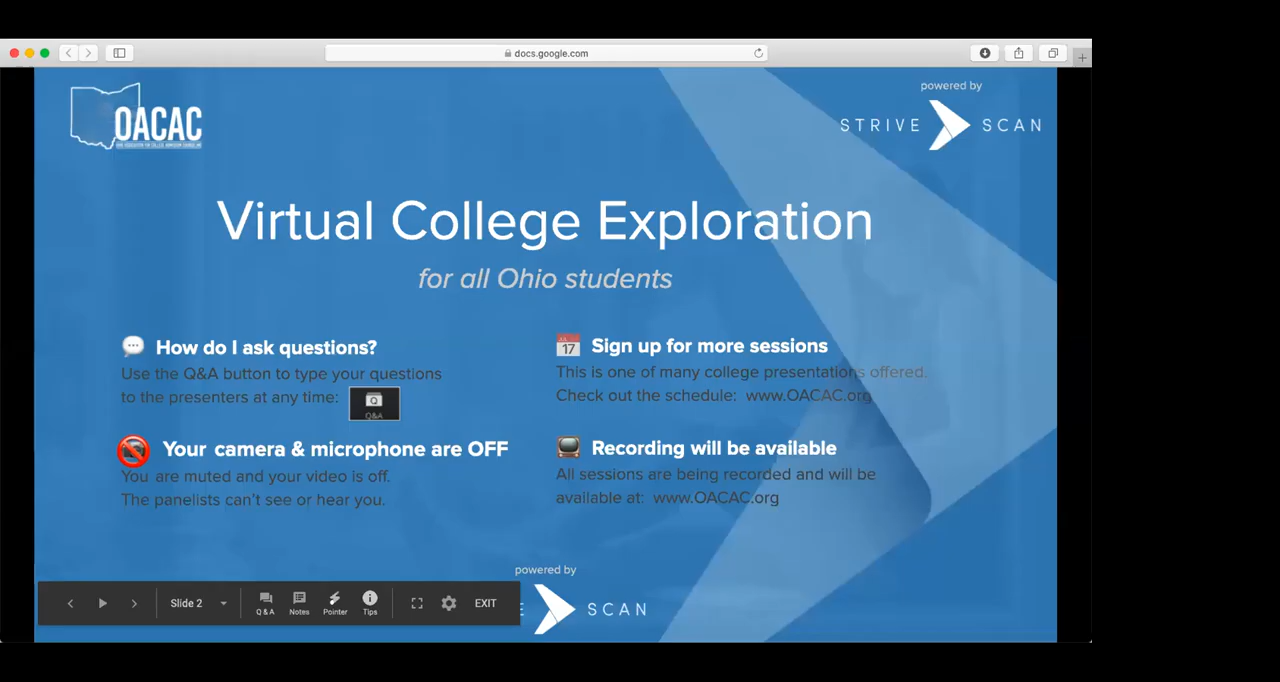 docs.google.com
powered by
OACAC
STRIVE SCAN
Virtual College Exploration
for all Ohio students
How do I ask questions?
Use the Q&A button to type your questions
to the presenters at any time:
Q&A
Your camera & microphone are OFF
You are muted and your video is off.
The panelists can't see or hear you.
17
Sign up for more sessions
This is one of many college presentations offered.
Check out the schedule: www.OACAC.org
Recording will be available
All sessions are being recorded and will be
available at: www.OACAC.org
powered by
E SCAN
Slide 2
Q & A
Notes
Pointer
Tips
EXIT